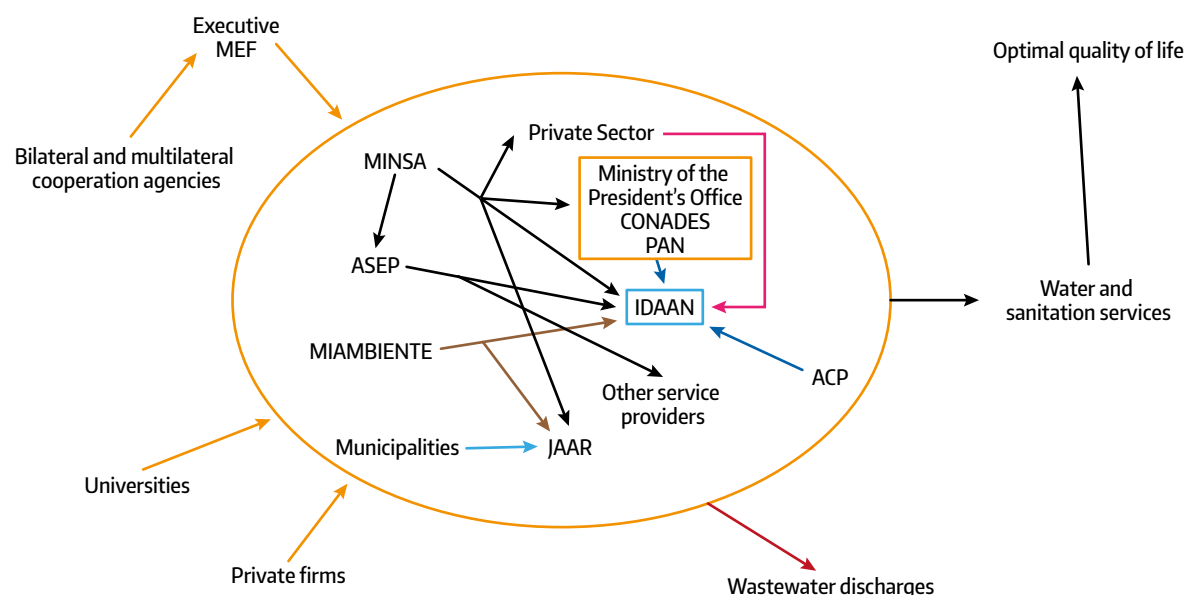 Executive
MEF
Optimal quality of life
Bilateral and multilateral
cooperation agencies
Private Sector
MINSA
Ministry of the
President’s Office
CONADES
PAN
ASEP
IDAAN
Water and
sanitation services
MIAMBIENTE
ACP
Other service
providers
Municipalities
JAAR
Universities
Private firms
Wastewater discharges